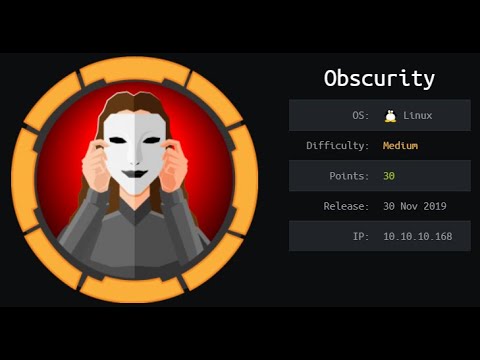 Obscurity
OS: Linux
Difficulty: Medium
Points: 30
Release: 30 Nov 2019
IP: 10.10.10.168